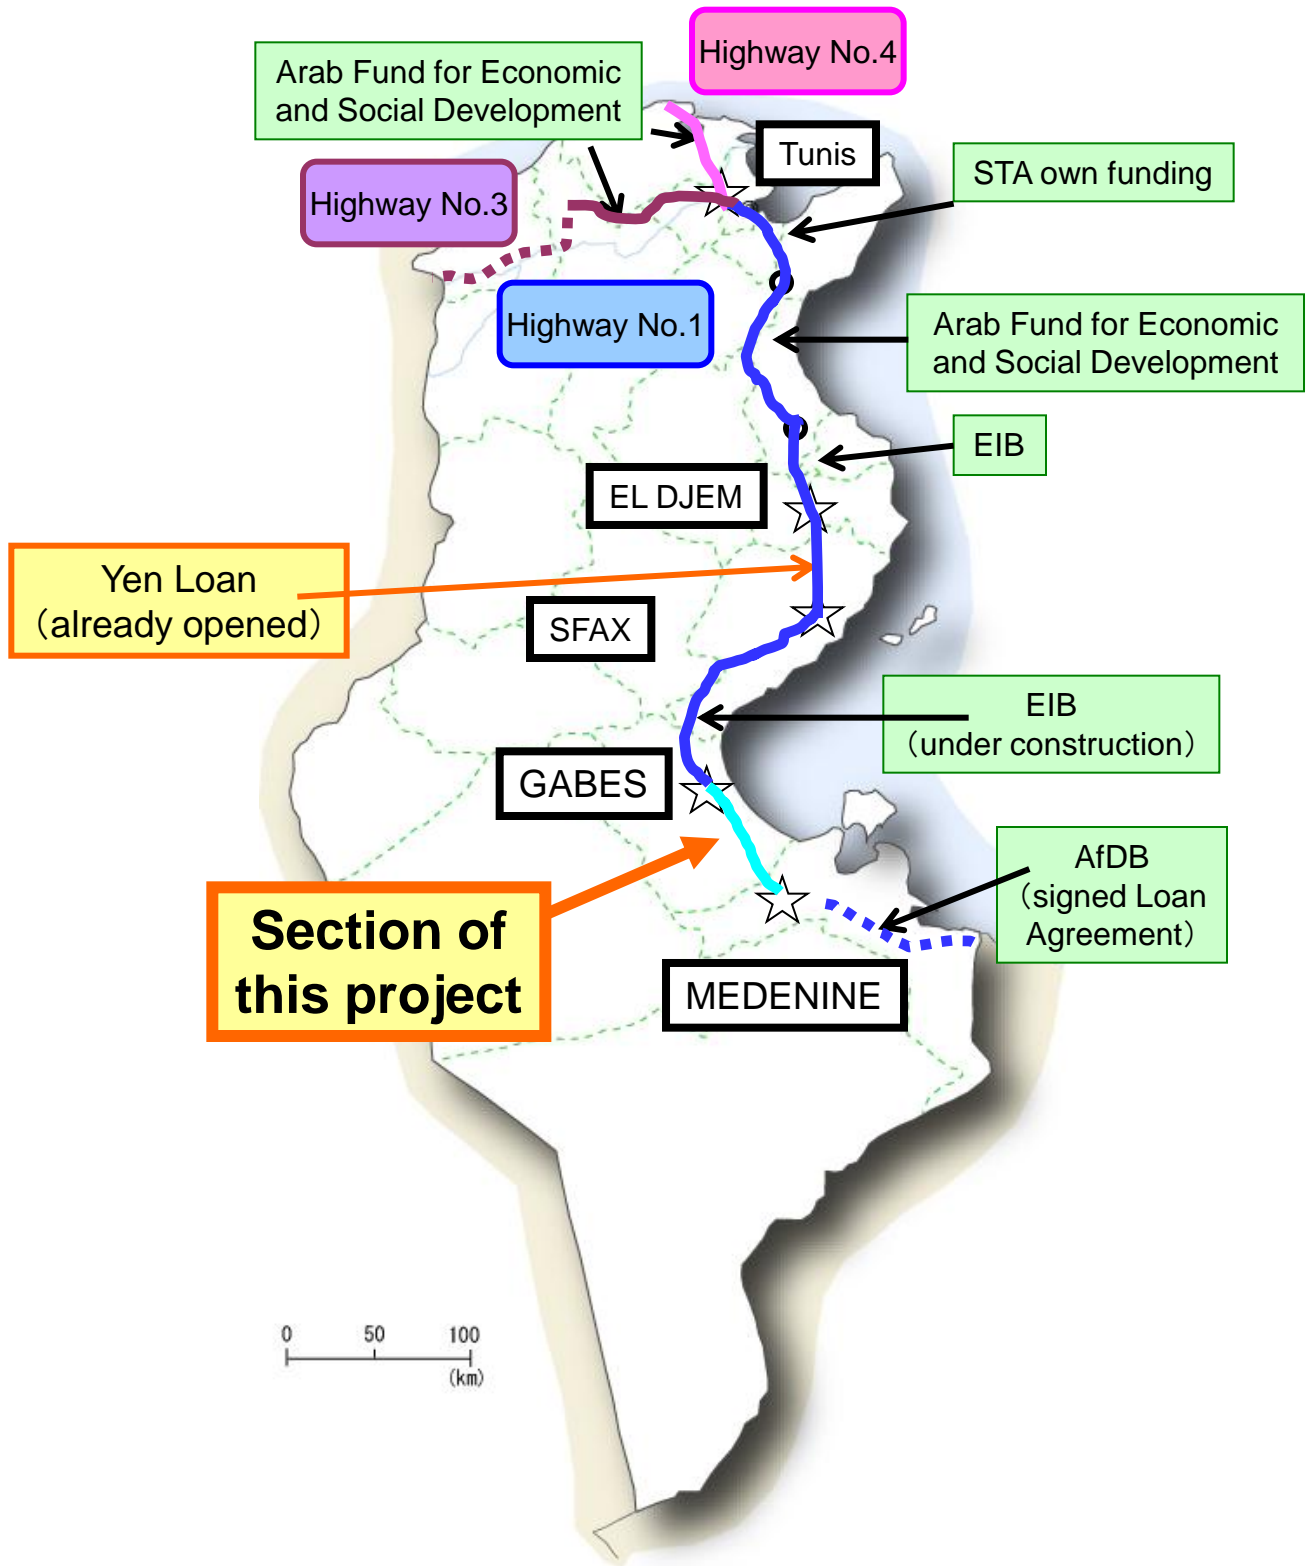 Highway No.4
Arab Fund for Economic
and Social Development
Tunis
STA own funding
Highway No.3
Highway No.1
Arab Fund for Economic
and Social Development
EIB
EL DJEM
Yen Loan
（already opened）
SFAX
EIB
（under construction）
GABES
AfDB
（signed Loan
Agreement）
Section of
this project
MEDENINE
0 50 100
(km)